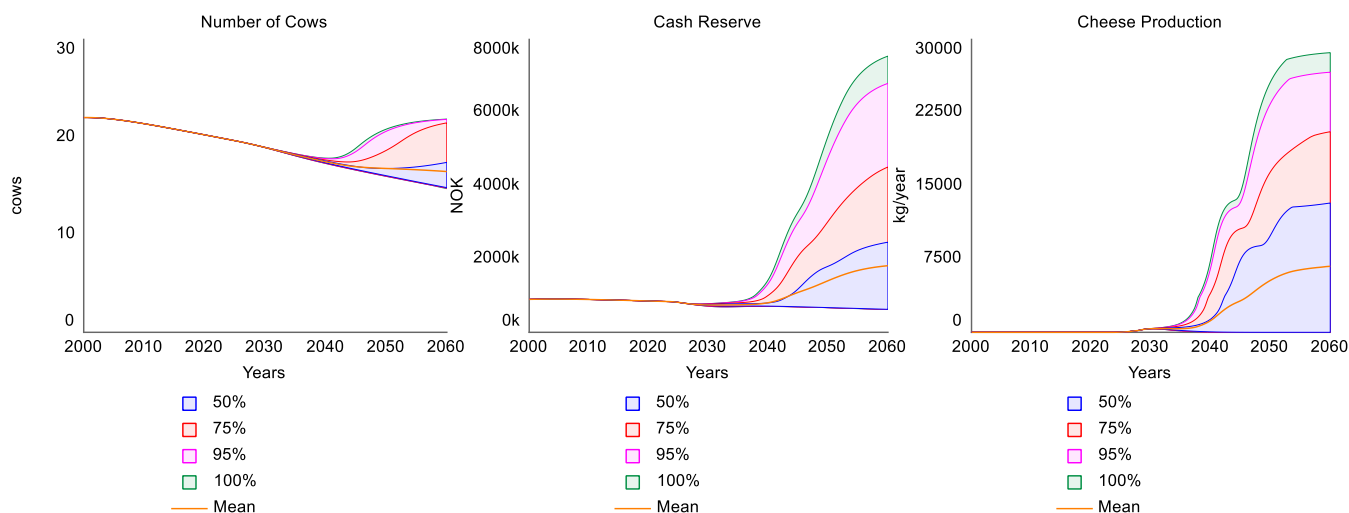 Number of Cows
30
20
10
0
cows
2000 2010 2020 2030 2040 2050 2060
Years
50%
75%
95%
100%
Mean
Cash Reserve
8000k
6000k
4000k
2000k
0k
NOK
2000 2010 2020 2030 2040 2050 2060
Years
50%
75%
95%
100%
Mean
Cheese Production
30000
22500
15000
7500
0
kg/year
2000 2010 2020 2030 2040 2050 2060
Years
50%
75%
95%
100%
Mean